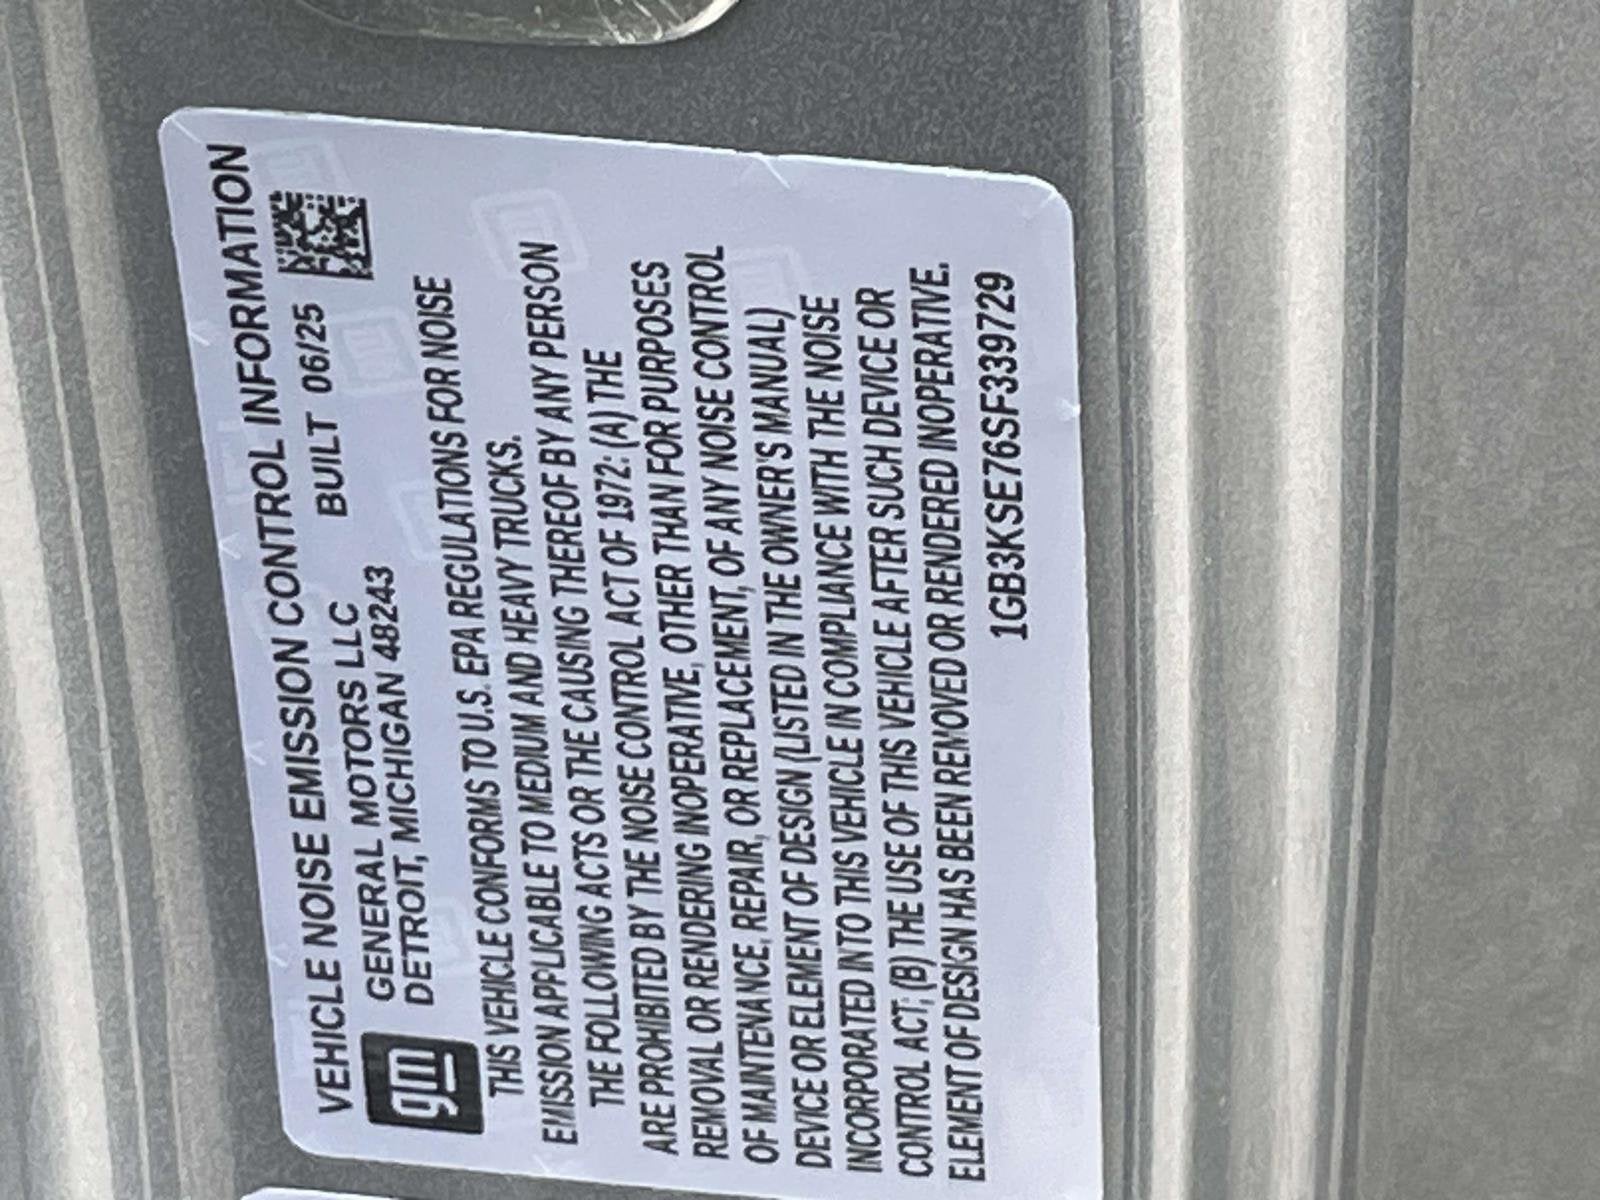 VEHICLE NOISE EMISSION CONTROL INFORMATION
gm
GENERAL MOTORS LLC BUILT 06/25
DETROIT, MICHIGAN 48243
THIS VEHICLE CONFORMS TO U.S. EPA REGULATIONS FOR NOISE
EMISSION APPLICABLE TO MEDIUM AND HEAVY TRUCKS.
THE FOLLOWING ACTS OR THE CAUSING THEREOF BY ANY PERSON
ARE PROHIBITED BY THE NOISE CONTROL ACT OF 1972: (A) THE
REMOVAL OR RENDERING INOPERATIVE, OTHER THAN FOR PURPOSES
OF MAINTENANCE, REPAIR, OR REPLACEMENT, OF ANY NOISE CONTROL
DEVICE OR ELEMENT OF DESIGN (LISTED IN THE OWNER'S MANUAL)
INCORPORATED INTO THIS VEHICLE IN COMPLIANCE WITH THE NOISE
CONTROL ACT; (B) THE USE OF THIS VEHICLE AFTER SUCH DEVICE OR
ELEMENT OF DESIGN HAS BEEN REMOVED OR RENDERED INOPERATIVE.
1GB3KSE76SF339729